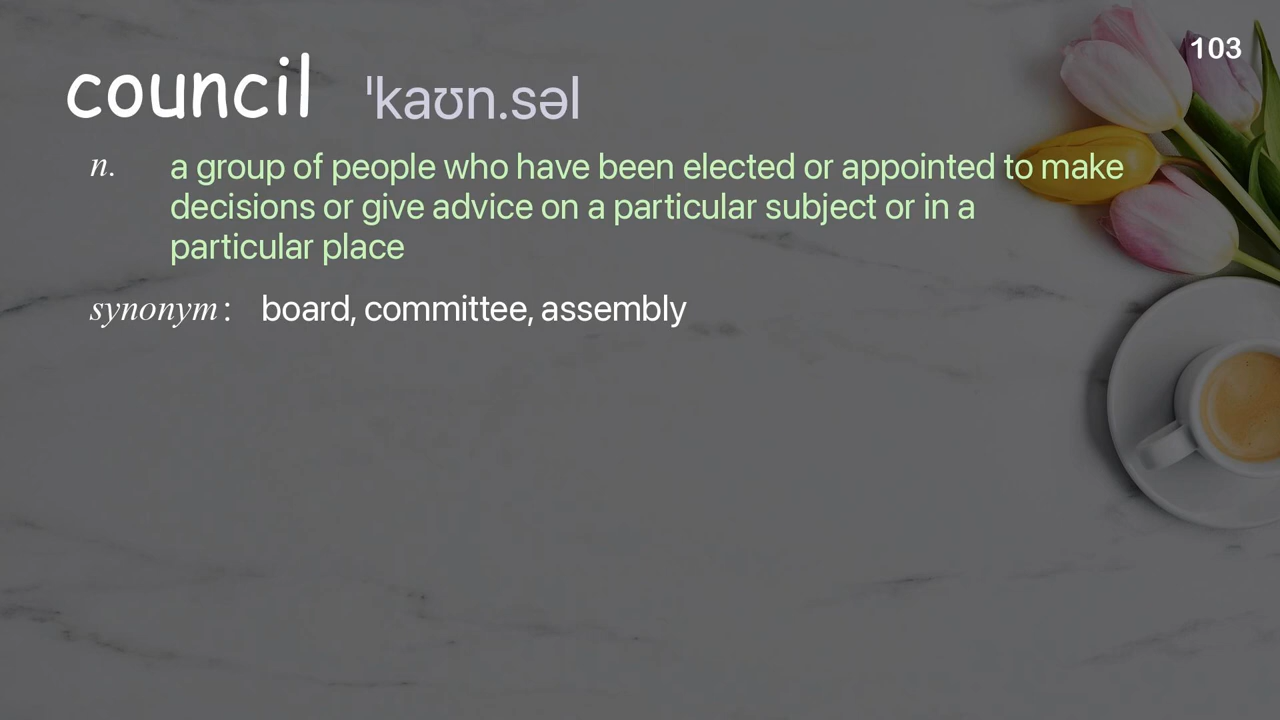 103
council ˈkaʊn.səl
n. a group of people who have been elected or appointed to make
decisions or give advice on a particular subject or in a
particular place
synonym: board, committee, assembly